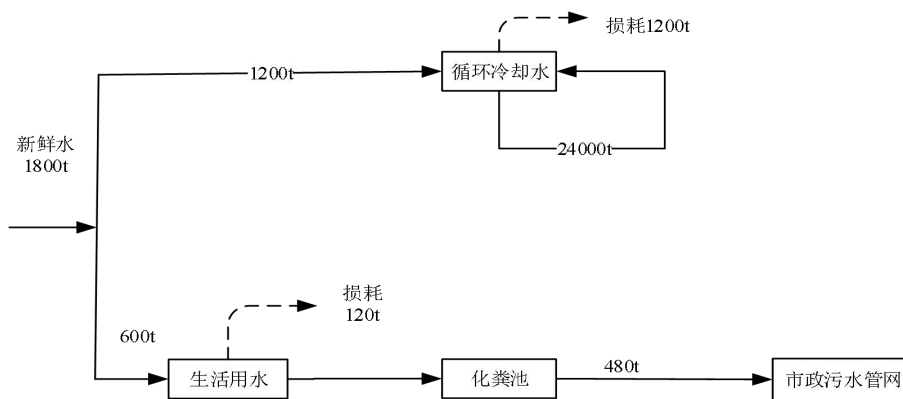 损耗1200t
1200t
循环冷却水
新鲜水
1800t
24000t
损耗
120t
600t
生活用水
化粪池
480t
市政污水管网